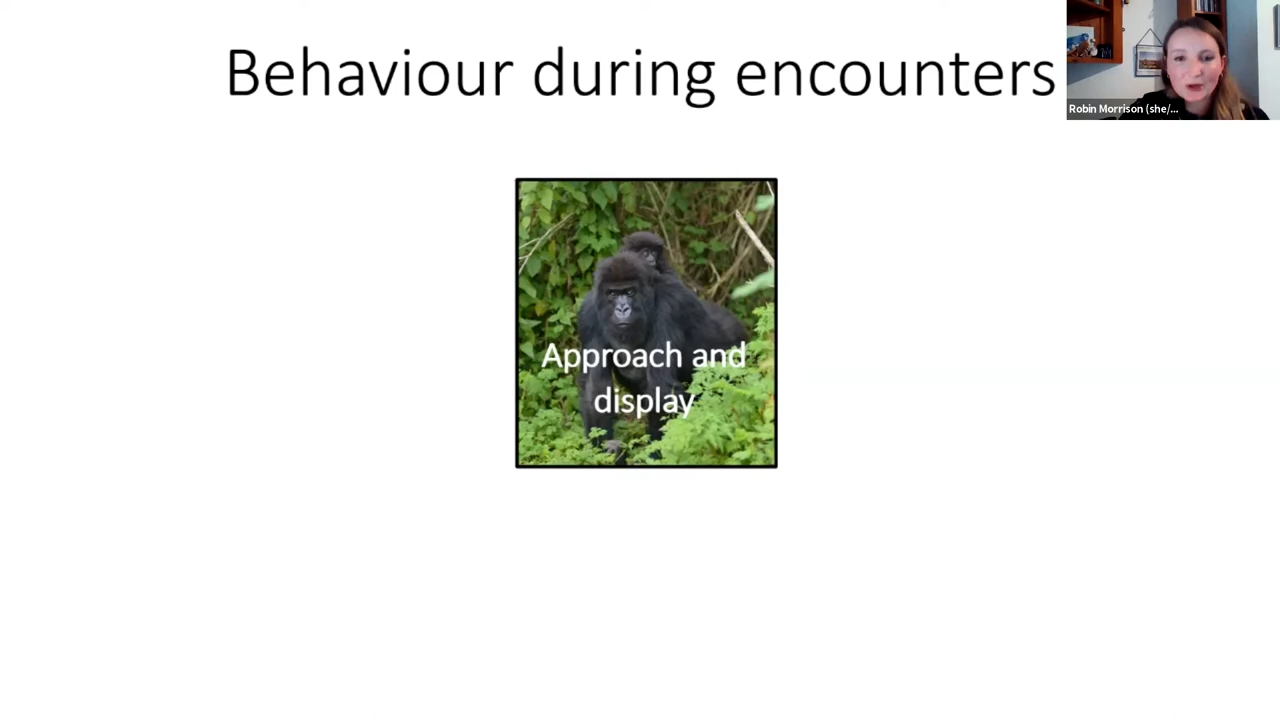 Behaviour during encounters
Robin Morrison (she/...
Approach and
display